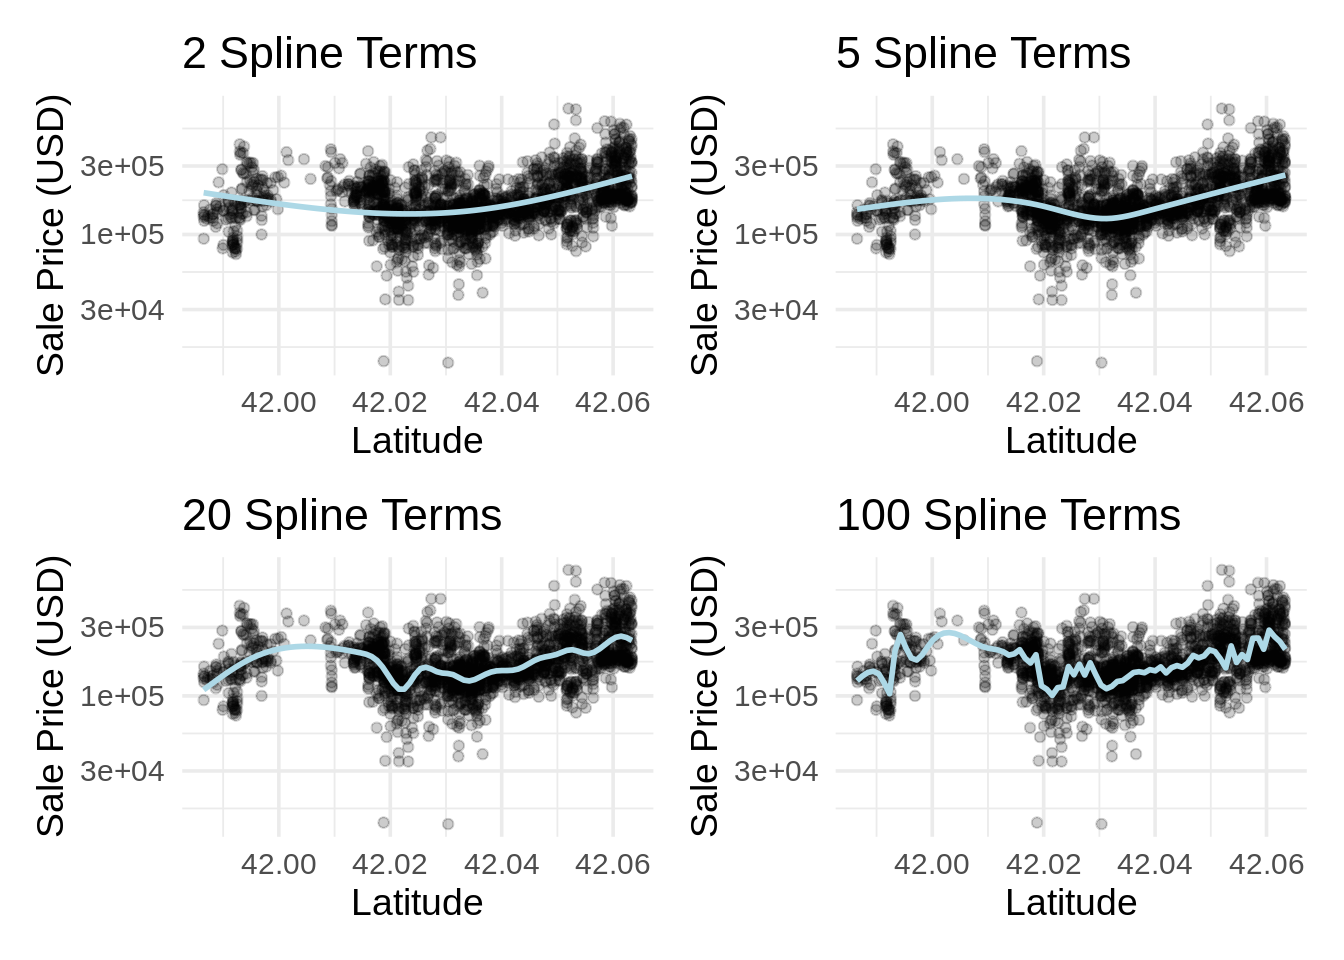 2 Spline Terms
Sale Price (USD)
3e+05
1e+05
3e+04
42.00 42.02 42.04 42.06
Latitude
5 Spline Terms
Sale Price (USD)
3e+05
1e+05
3e+04
42.00 42.02 42.04 42.06
Latitude
20 Spline Terms
Sale Price (USD)
3e+05
1e+05
3e+04
42.00 42.02 42.04 42.06
Latitude
100 Spline Terms
Sale Price (USD)
3e+05
1e+05
3e+04
42.00 42.02 42.04 42.06
Latitude